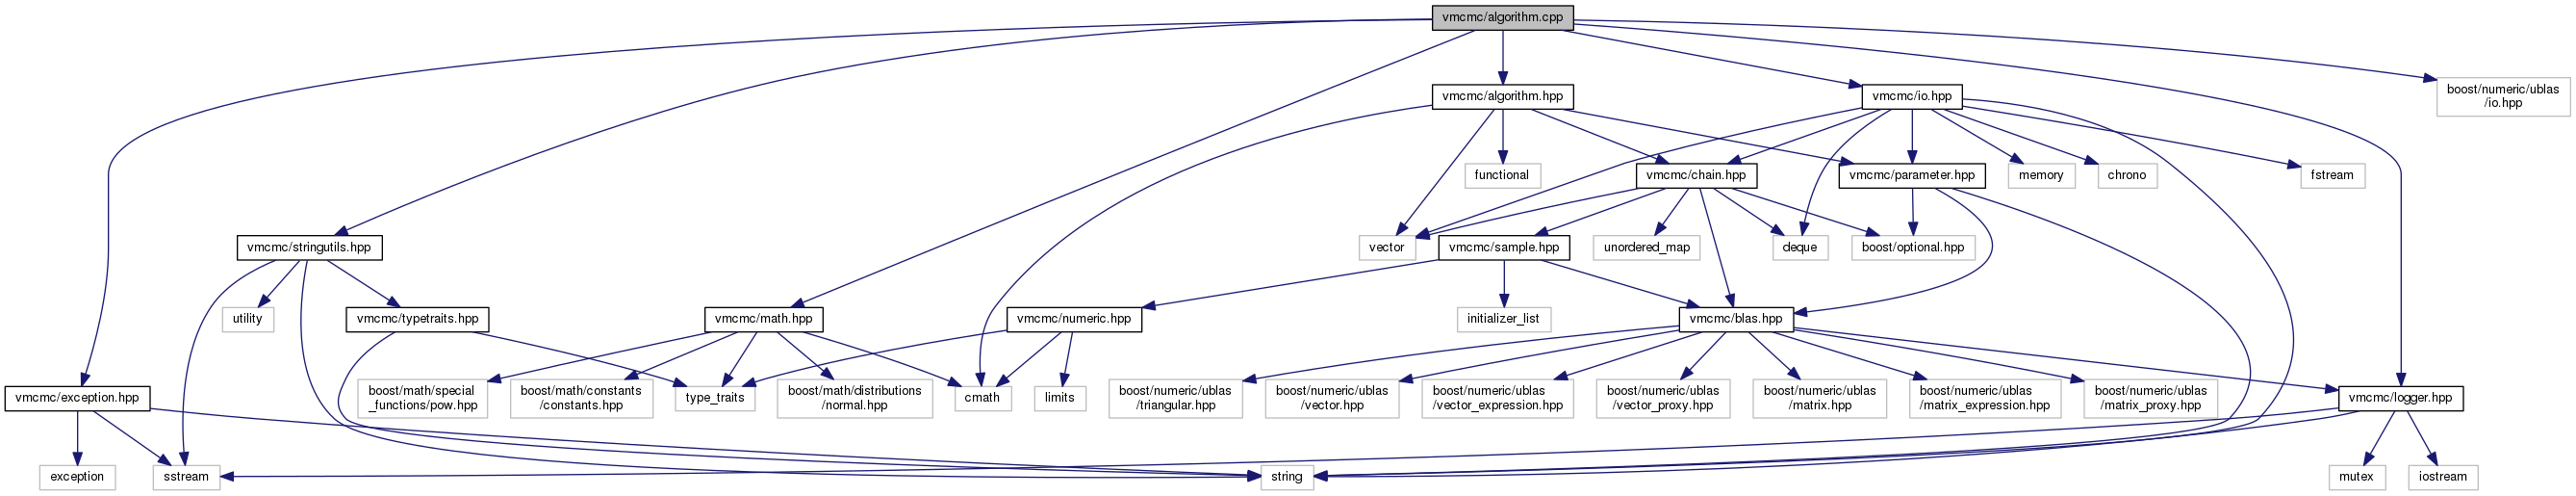 vmcmc/algorithm.cpp
vmcmc/algorithm.hpp
vmcmc/io.hpp
boost/numeric/ublas
/io.hpp
functional
vmcmc/chain.hpp
vmcmc/parameter.hpp
memory
chrono
fstream
vmcmc/stringutils.hpp
vector
vmcmc/sample.hpp
unordered_map
deque
boost/optional.hpp
utility
vmcmc/typetraits.hpp
vmcmc/math.hpp
vmcmc/numeric.hpp
initializer_list
vmcmc/blas.hpp
vmcmc/exception.hpp
boost/math/special
_functions/pow.hpp
boost/math/constants
/constants.hpp
type_traits
boost/math/distributions
/normal.hpp
cmath
limits
boost/numeric/ublas
/triangular.hpp
boost/numeric/ublas
/vector.hpp
boost/numeric/ublas
/vector_expression.hpp
boost/numeric/ublas
/vector_proxy.hpp
boost/numeric/ublas
/matrix.hpp
boost/numeric/ublas
/matrix_expression.hpp
boost/numeric/ublas
/matrix_proxy.hpp
vmcmc/logger.hpp
exception
sstream
string
mutex
iostream